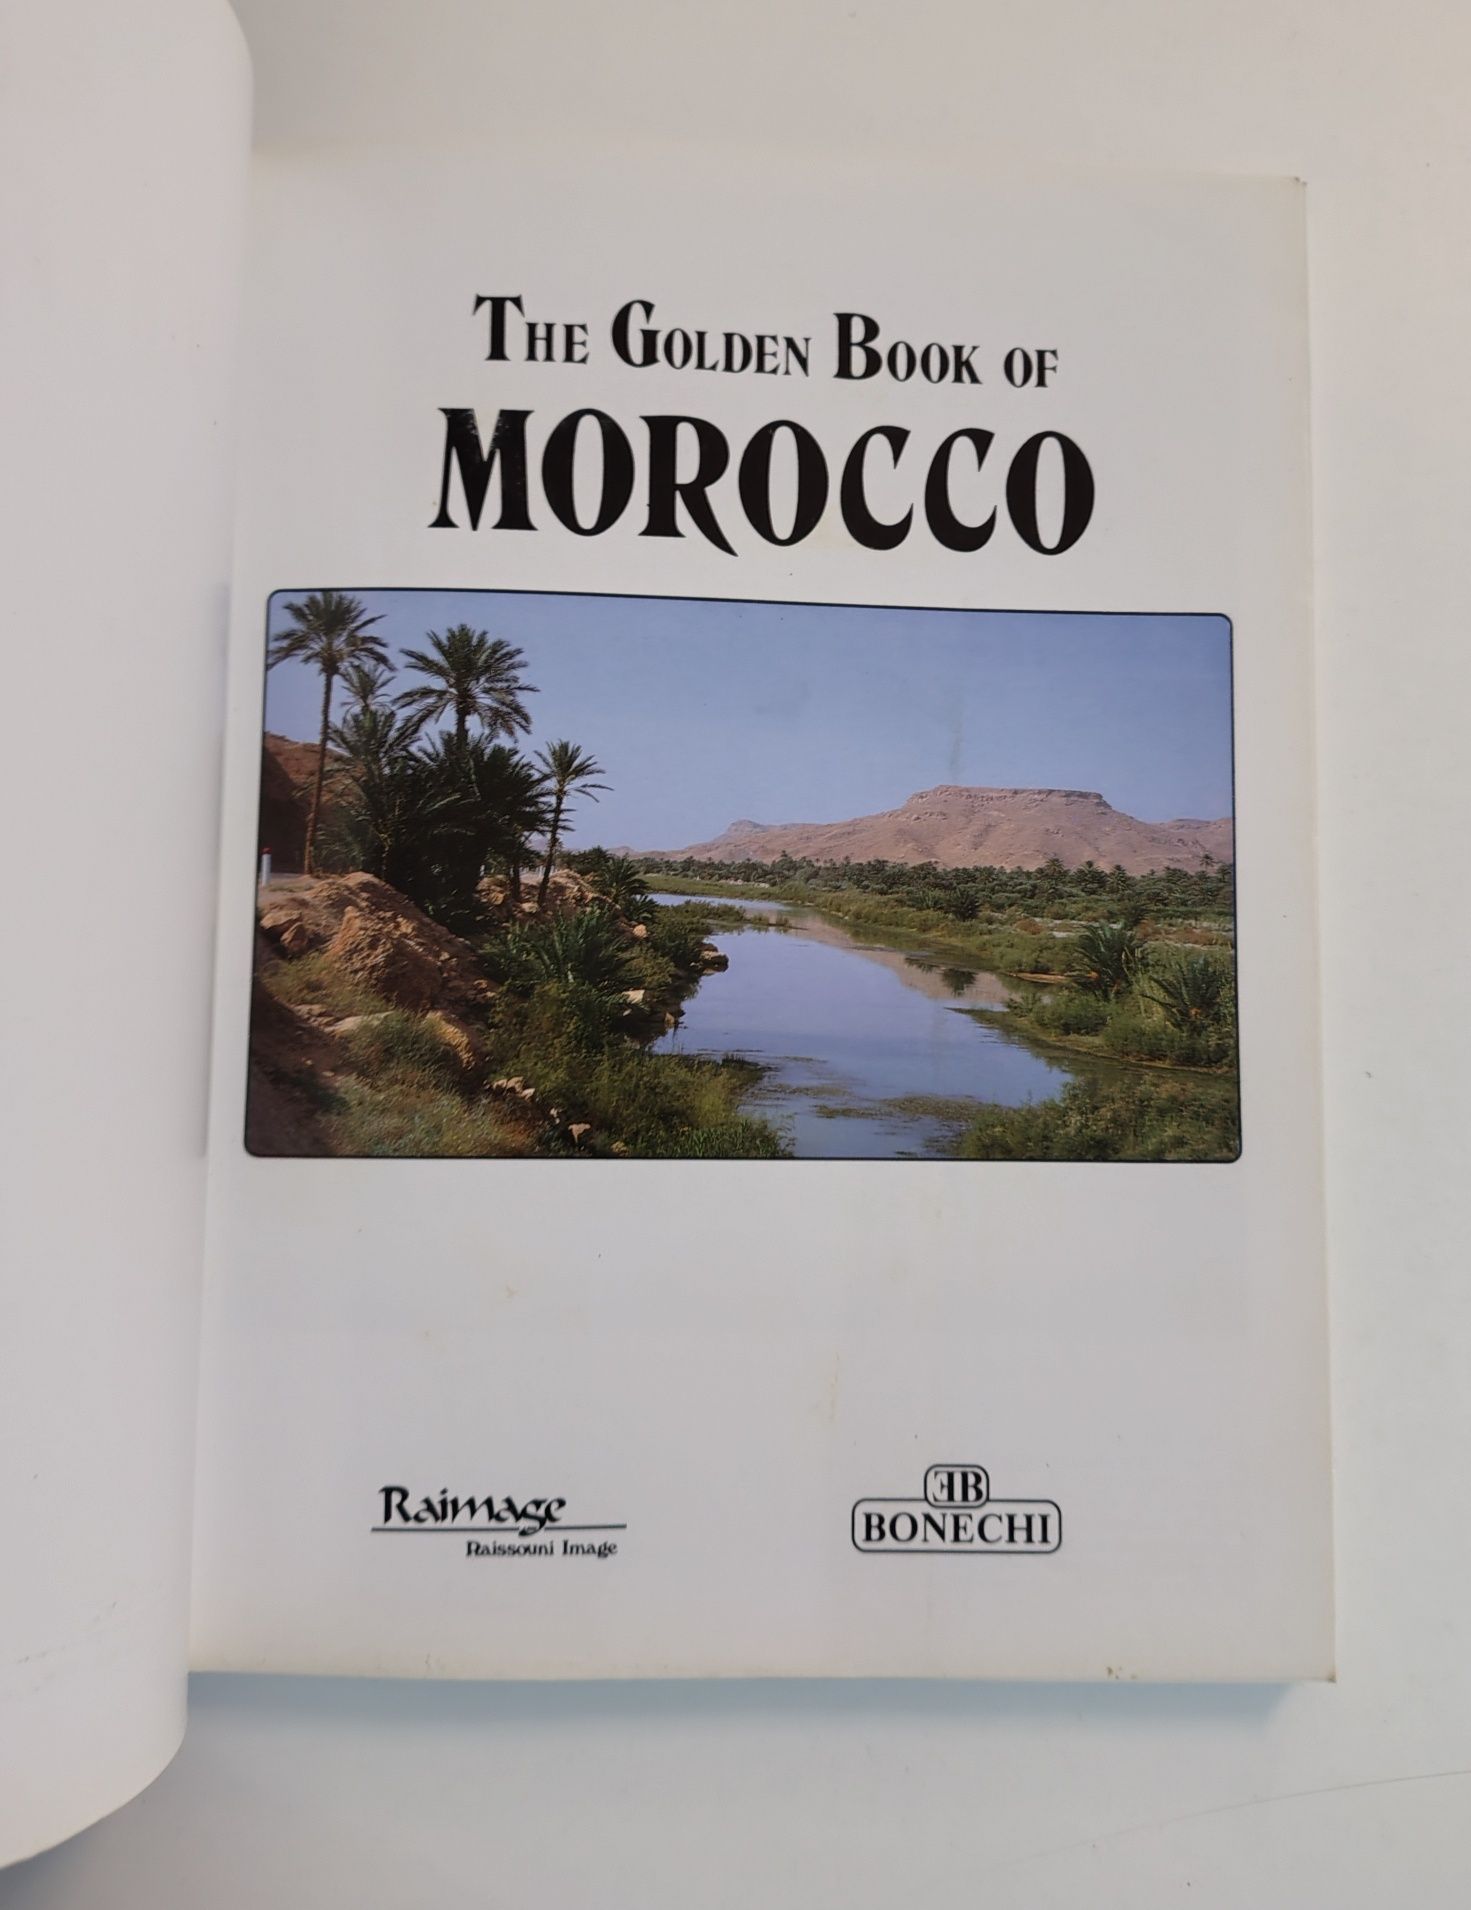 THE GOLDEN BOOK OF
MOROCCO
Raimage
Raissouni Image
EB
BONECHI